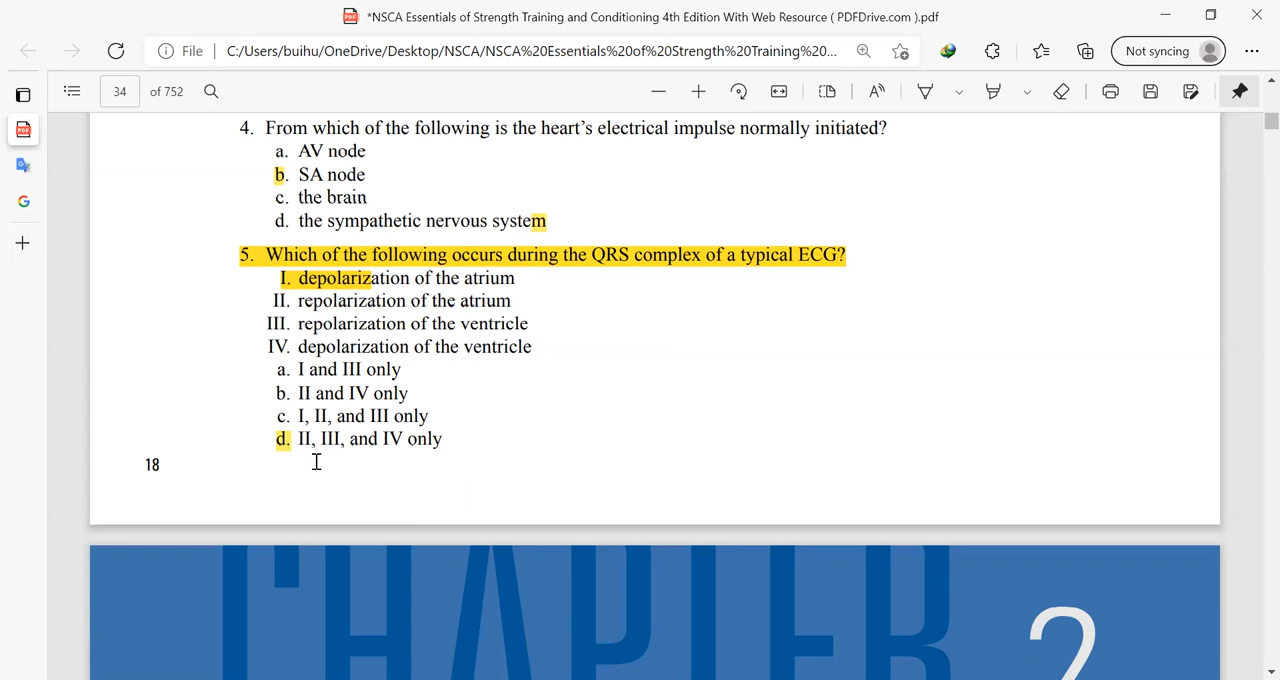 *NSCA Essentials of Strength Training and Conditioning 4th Edition With Web Resource ( PDFDrive.com ).pdf
File | C:/Users/buihu/OneDrive/Desktop/NSCA/NSCA%20Essentials%20of%20Strength%20Training%20... Not syncing
34 of 752
4. From which of the following is the heart's electrical impulse normally initiated?
a. AV node
b. SA node
c. the brain
d. the sympathetic nervous system
5. Which of the following occurs during the QRS complex of a typical ECG?
I. depolarization of the atrium
II. repolarization of the atrium
III. repolarization of the ventricle
IV. depolarization of the ventricle
a. I and III only
b. II and IV only
c. I, II, and III only
d. II, III, and IV only
18
CHAPTER 2